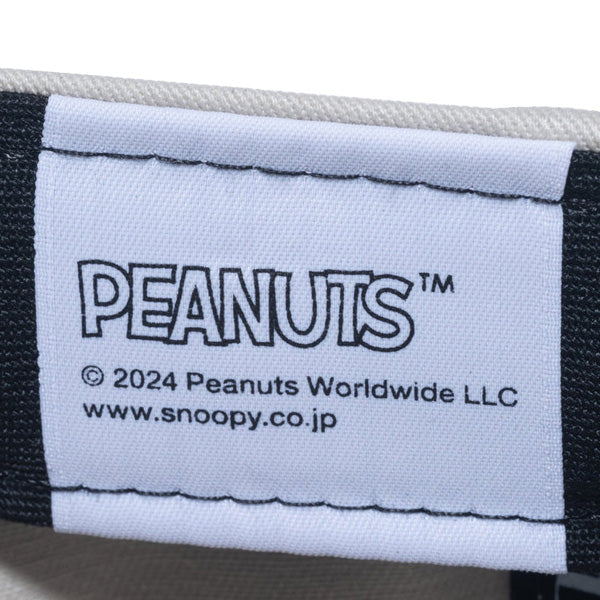 PEANUTS™
© 2024 Peanuts Worldwide LLC
www.snoopy.co.jp